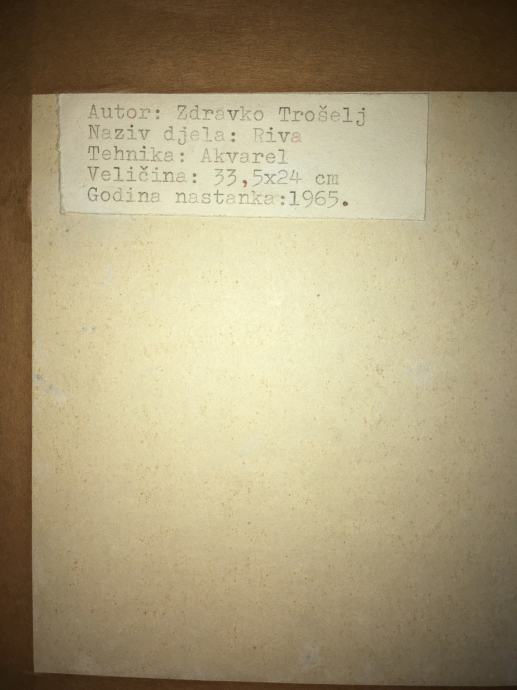 Autor: Zdravko Trošelj
Naziv djela: Riva
Tehnika: Akvarel
Veličina: 33,5x24 cm
Godina nastanka:1965.